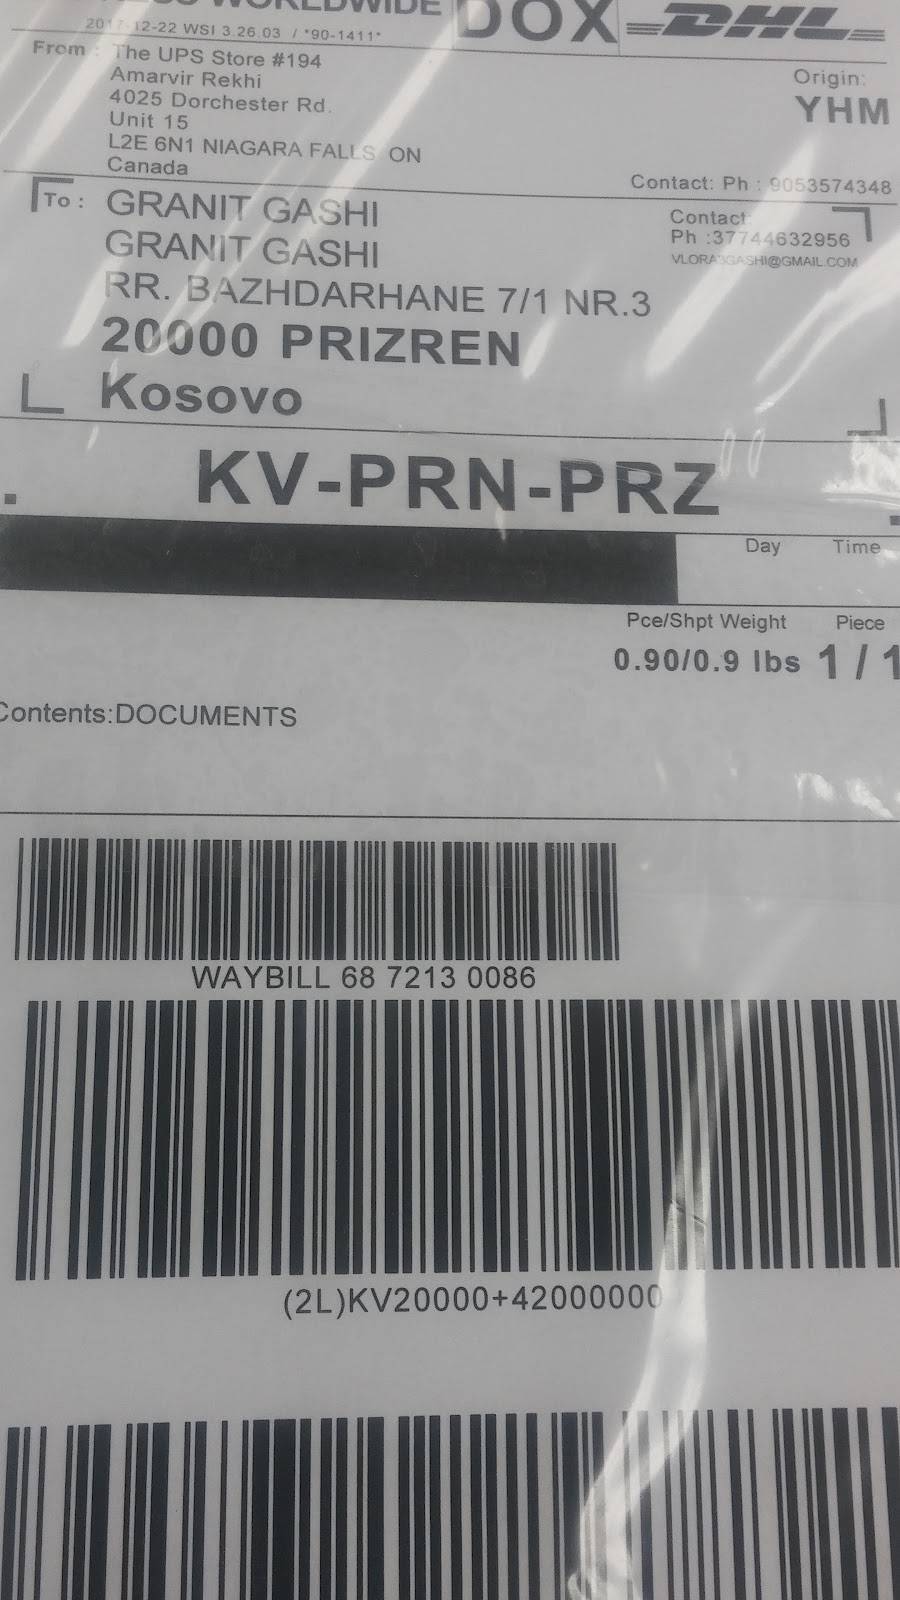 WORLDWIDE DOX DHL
2017-12-22 WSI 3.26.03 / *90-1411*
From : The UPS Store #194
Amarvir Rekhi
4025 Dorchester Rd.
Unit 15
L2E 6N1 NIAGARA FALLS ON
Canada
Origin:
YHM
Contact: Ph : 9053574348
To : GRANIT GASHI
GRANIT GASHI
RR. BAZHDARHANE 7/1 NR.3
20000 PRIZREN
Kosovo
Contact:
Ph :37744632956
KV-PRN-PRZ
Day Time
Pce/Shpt Weight Piece
0.90/0.9 lbs 1 / 1
Contents:DOCUMENTS
WAYBILL 68 7213 0086
(2L)KV20000+42000000